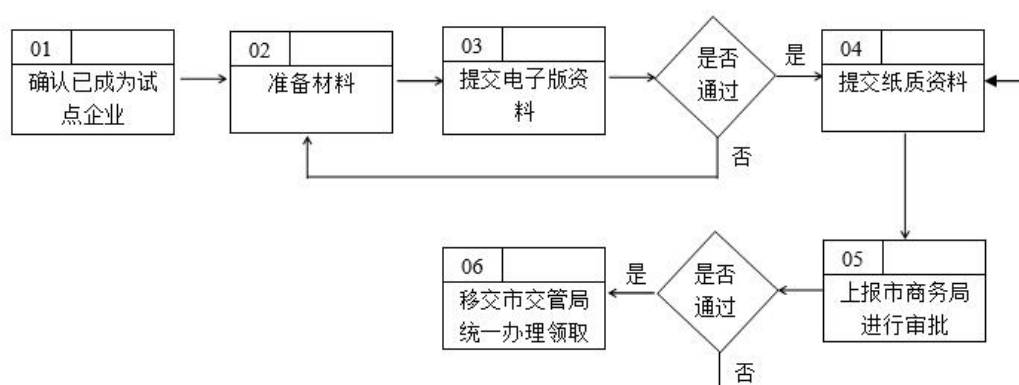 01
确认已成为试
点企业
02
准备材料
03
提交电子版资
料
是否
通过
是
否
04
提交纸质资料
05
上报市商务局
进行审批
是否
通过
是
否
06
移交市交管局
统一办理领取